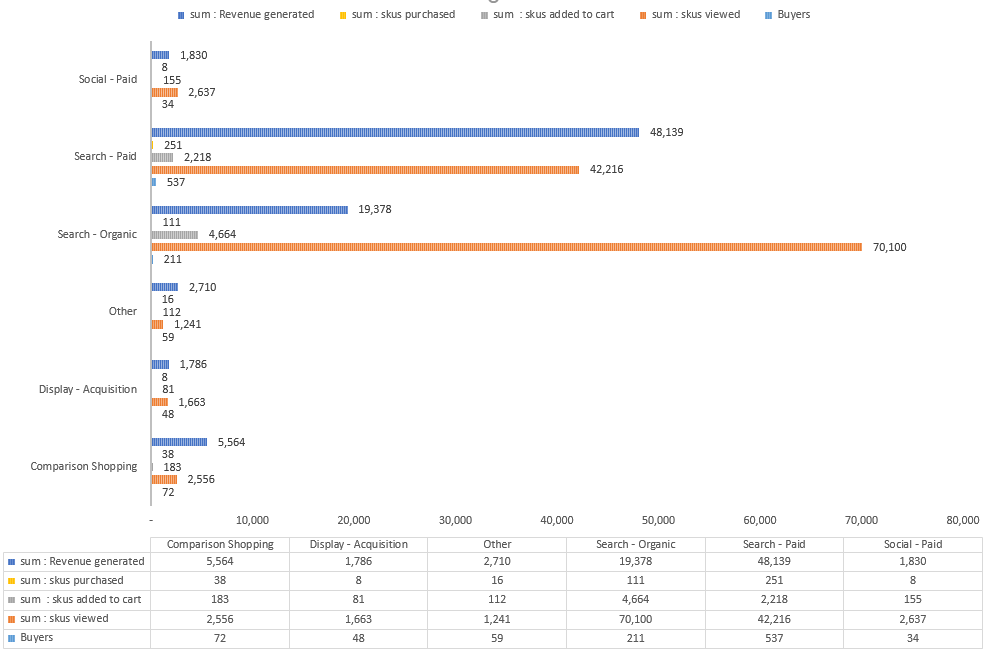 sum : Revenue generated sum : skus purchased sum : skus added to cart sum : skus viewed Buyers
Social - Paid
1,830
8
155
2,637
34
Search - Paid
48,139
251
2,218
42,216
537
Search - Organic
19,378
111
4,664
70,100
211
Other
2,710
16
112
1,241
59
Display - Acquisition
1,786
8
81
1,663
48
Comparison Shopping
5,564
38
183
2,556
72
- 10,000 20,000 30,000 40,000 50,000 60,000 70,000 80,000
Comparison Shopping Display - Acquisition Other Search - Organic Search - Paid Social - Paid
sum : Revenue generated 5,564 1,786 2,710 19,378 48,139 1,830
sum : skus purchased 38 8 16 111 251 8
sum : skus added to cart 183 81 112 4,664 2,218 155
sum : skus viewed 2,556 1,663 1,241 70,100 42,216 2,637
Buyers 72 48 59 211 537 34